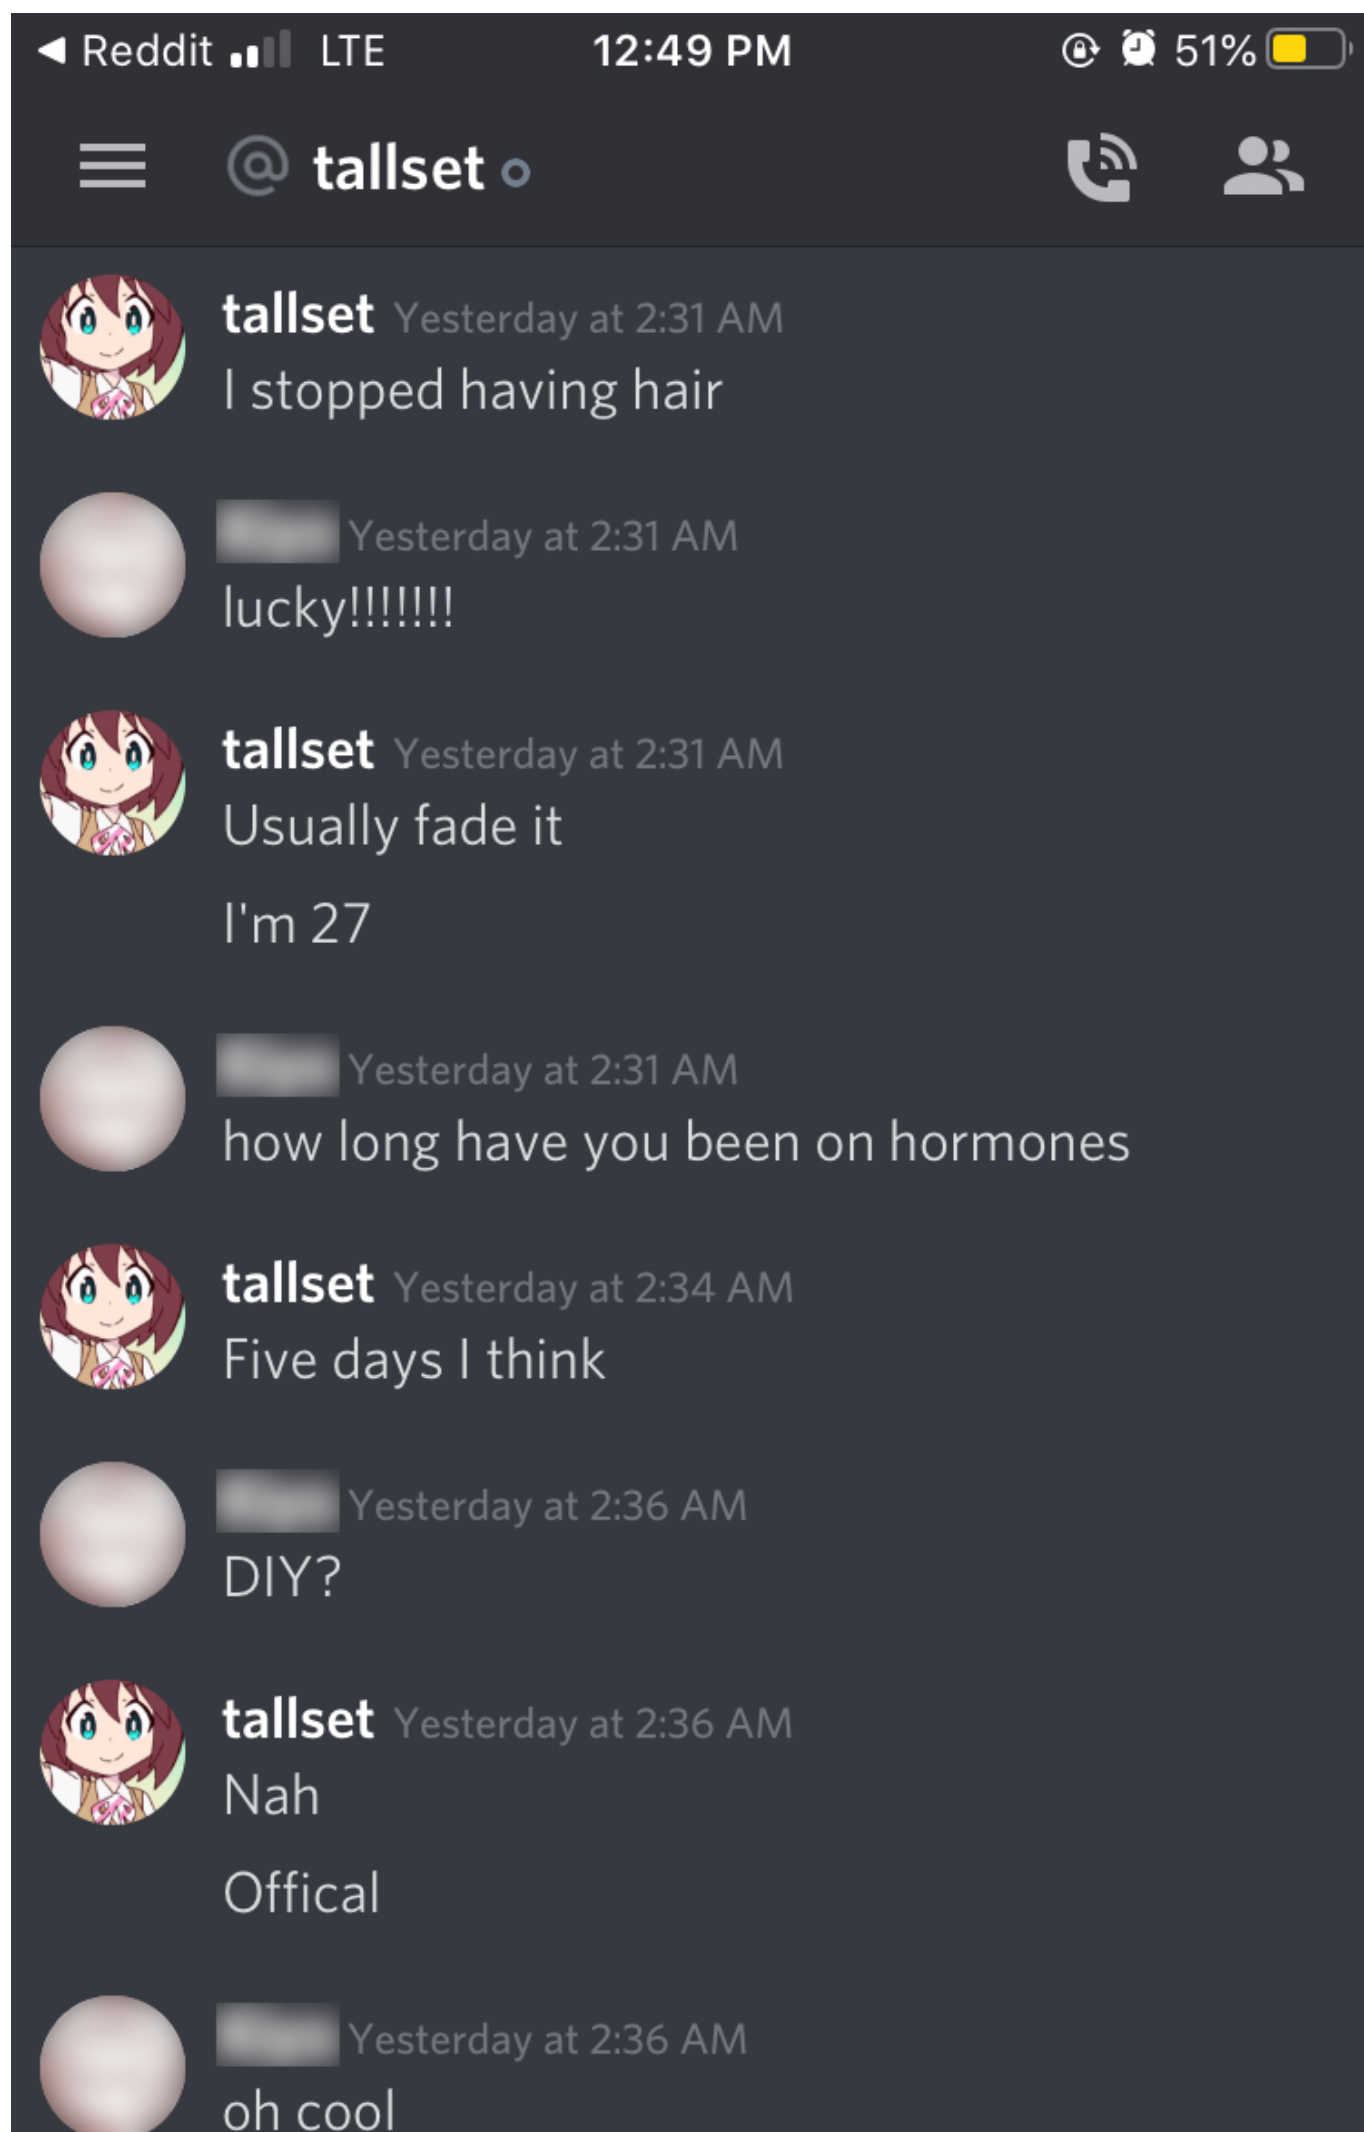 Reddit LTE 12:49 PM 51%
@ tallset
tallset Yesterday at 2:31 AM
I stopped having hair
Yesterday at 2:31 AM
lucky!!!!!!!
tallset Yesterday at 2:31 AM
Usually fade it
I'm 27
Yesterday at 2:31 AM
how long have you been on hormones
tallset Yesterday at 2:34 AM
Five days I think
Yesterday at 2:36 AM
DIY?
tallset Yesterday at 2:36 AM
Nah
Offical
Yesterday at 2:36 AM
oh cool